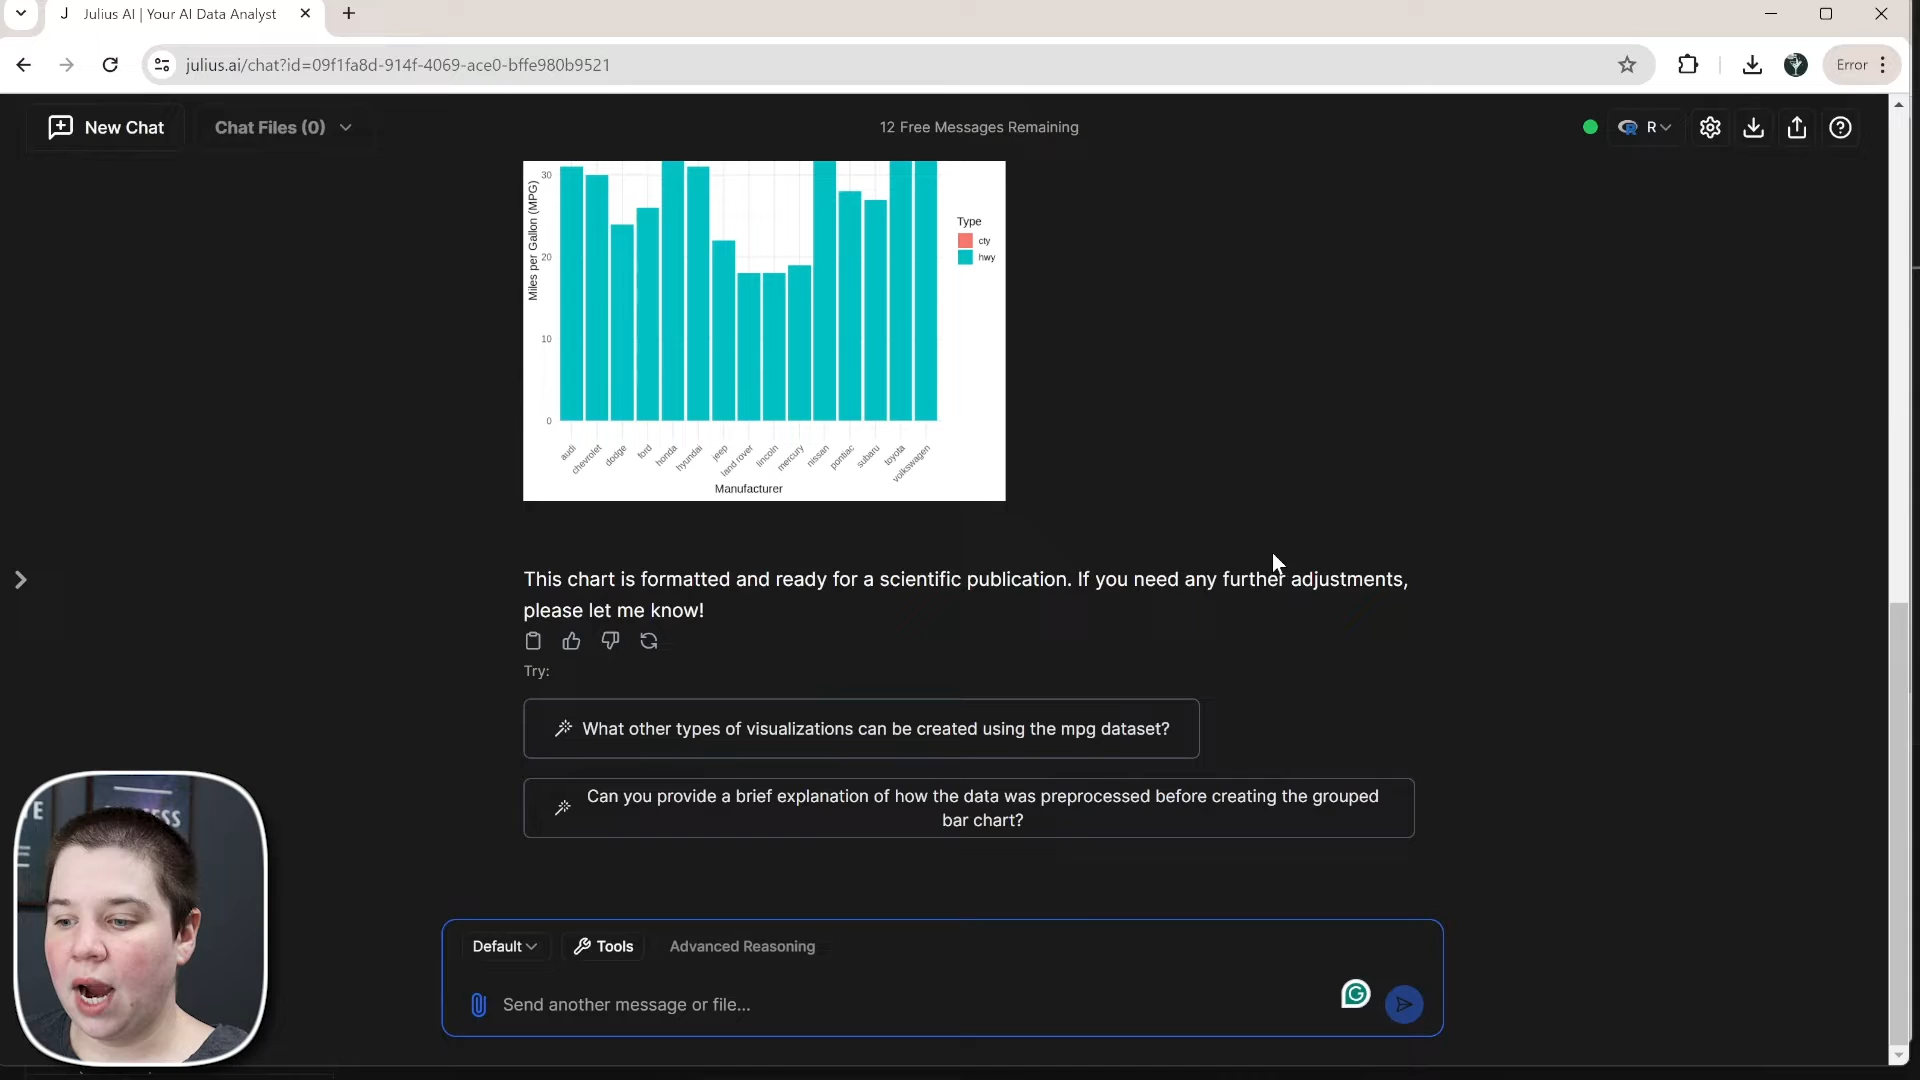 J Julius AI | Your AI Data Analyst
julius.ai/chat?id=09f1fa8d-914f-4069-ace0-bffe980b9521
Error
New Chat
Chat Files (0)
12 Free Messages Remaining
R
Miles per Gallon (MPG)
30
20
10
0
Type
cty
hwy
audi
chevrolet
dodge
ford
honda
hyundai
jeep
land rover
lincoln
mercury
nissan
pontiac
subaru
toyota
volkswagen
Manufacturer
This chart is formatted and ready for a scientific publication. If you need any further adjustments,
please let me know!
Try:
What other types of visualizations can be created using the mpg dataset?
Can you provide a brief explanation of how the data was preprocessed before creating the grouped
bar chart?
Default
Tools
Advanced Reasoning
Send another message or file...